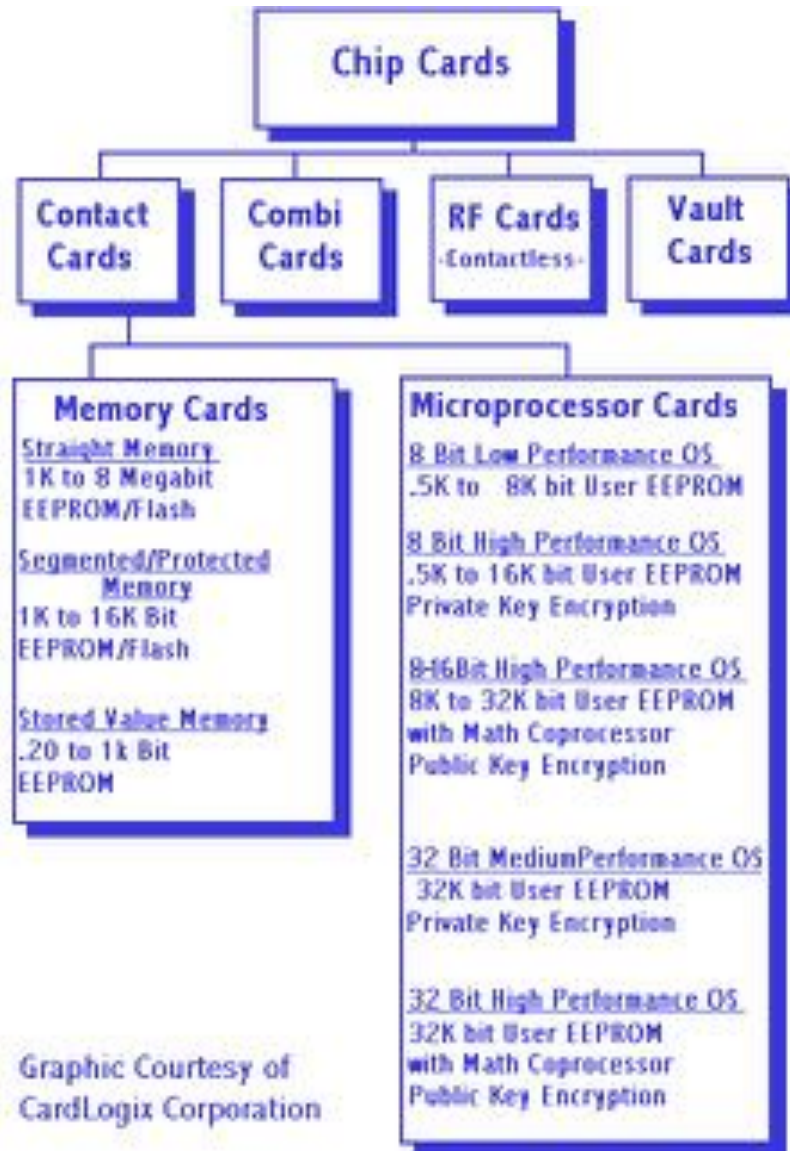 Chip Cards
Contact
Cards
Combi
Cards
RF Cards
-Contactless-
Vault
Cards
Memory Cards
Straight Memory
1K to 8 Megabit
EEPROM/Flash
Segmented/Protected
Memory
1K to 16K Bit
EEPROM/Flash
Stored Value Memory
.20 to 1k Bit
EEPROM
Microprocessor Cards
8 Bit Low Performance OS
.5K to 8K bit User EEPROM
8 Bit High Performance OS
.5K to 16K bit User EEPROM
Private Key Encryption
8-16Bit High Performance OS
8K to 32K bit User EEPROM
with Math Coprocessor
Public Key Encryption
32 Bit MediumPerformance OS
32K bit User EEPROM
Private Key Encryption
32 Bit High Performance OS
32K bit User EEPROM
with Math Coprocessor
Public Key Encryption
Graphic Courtesy of
CardLogix Corporation